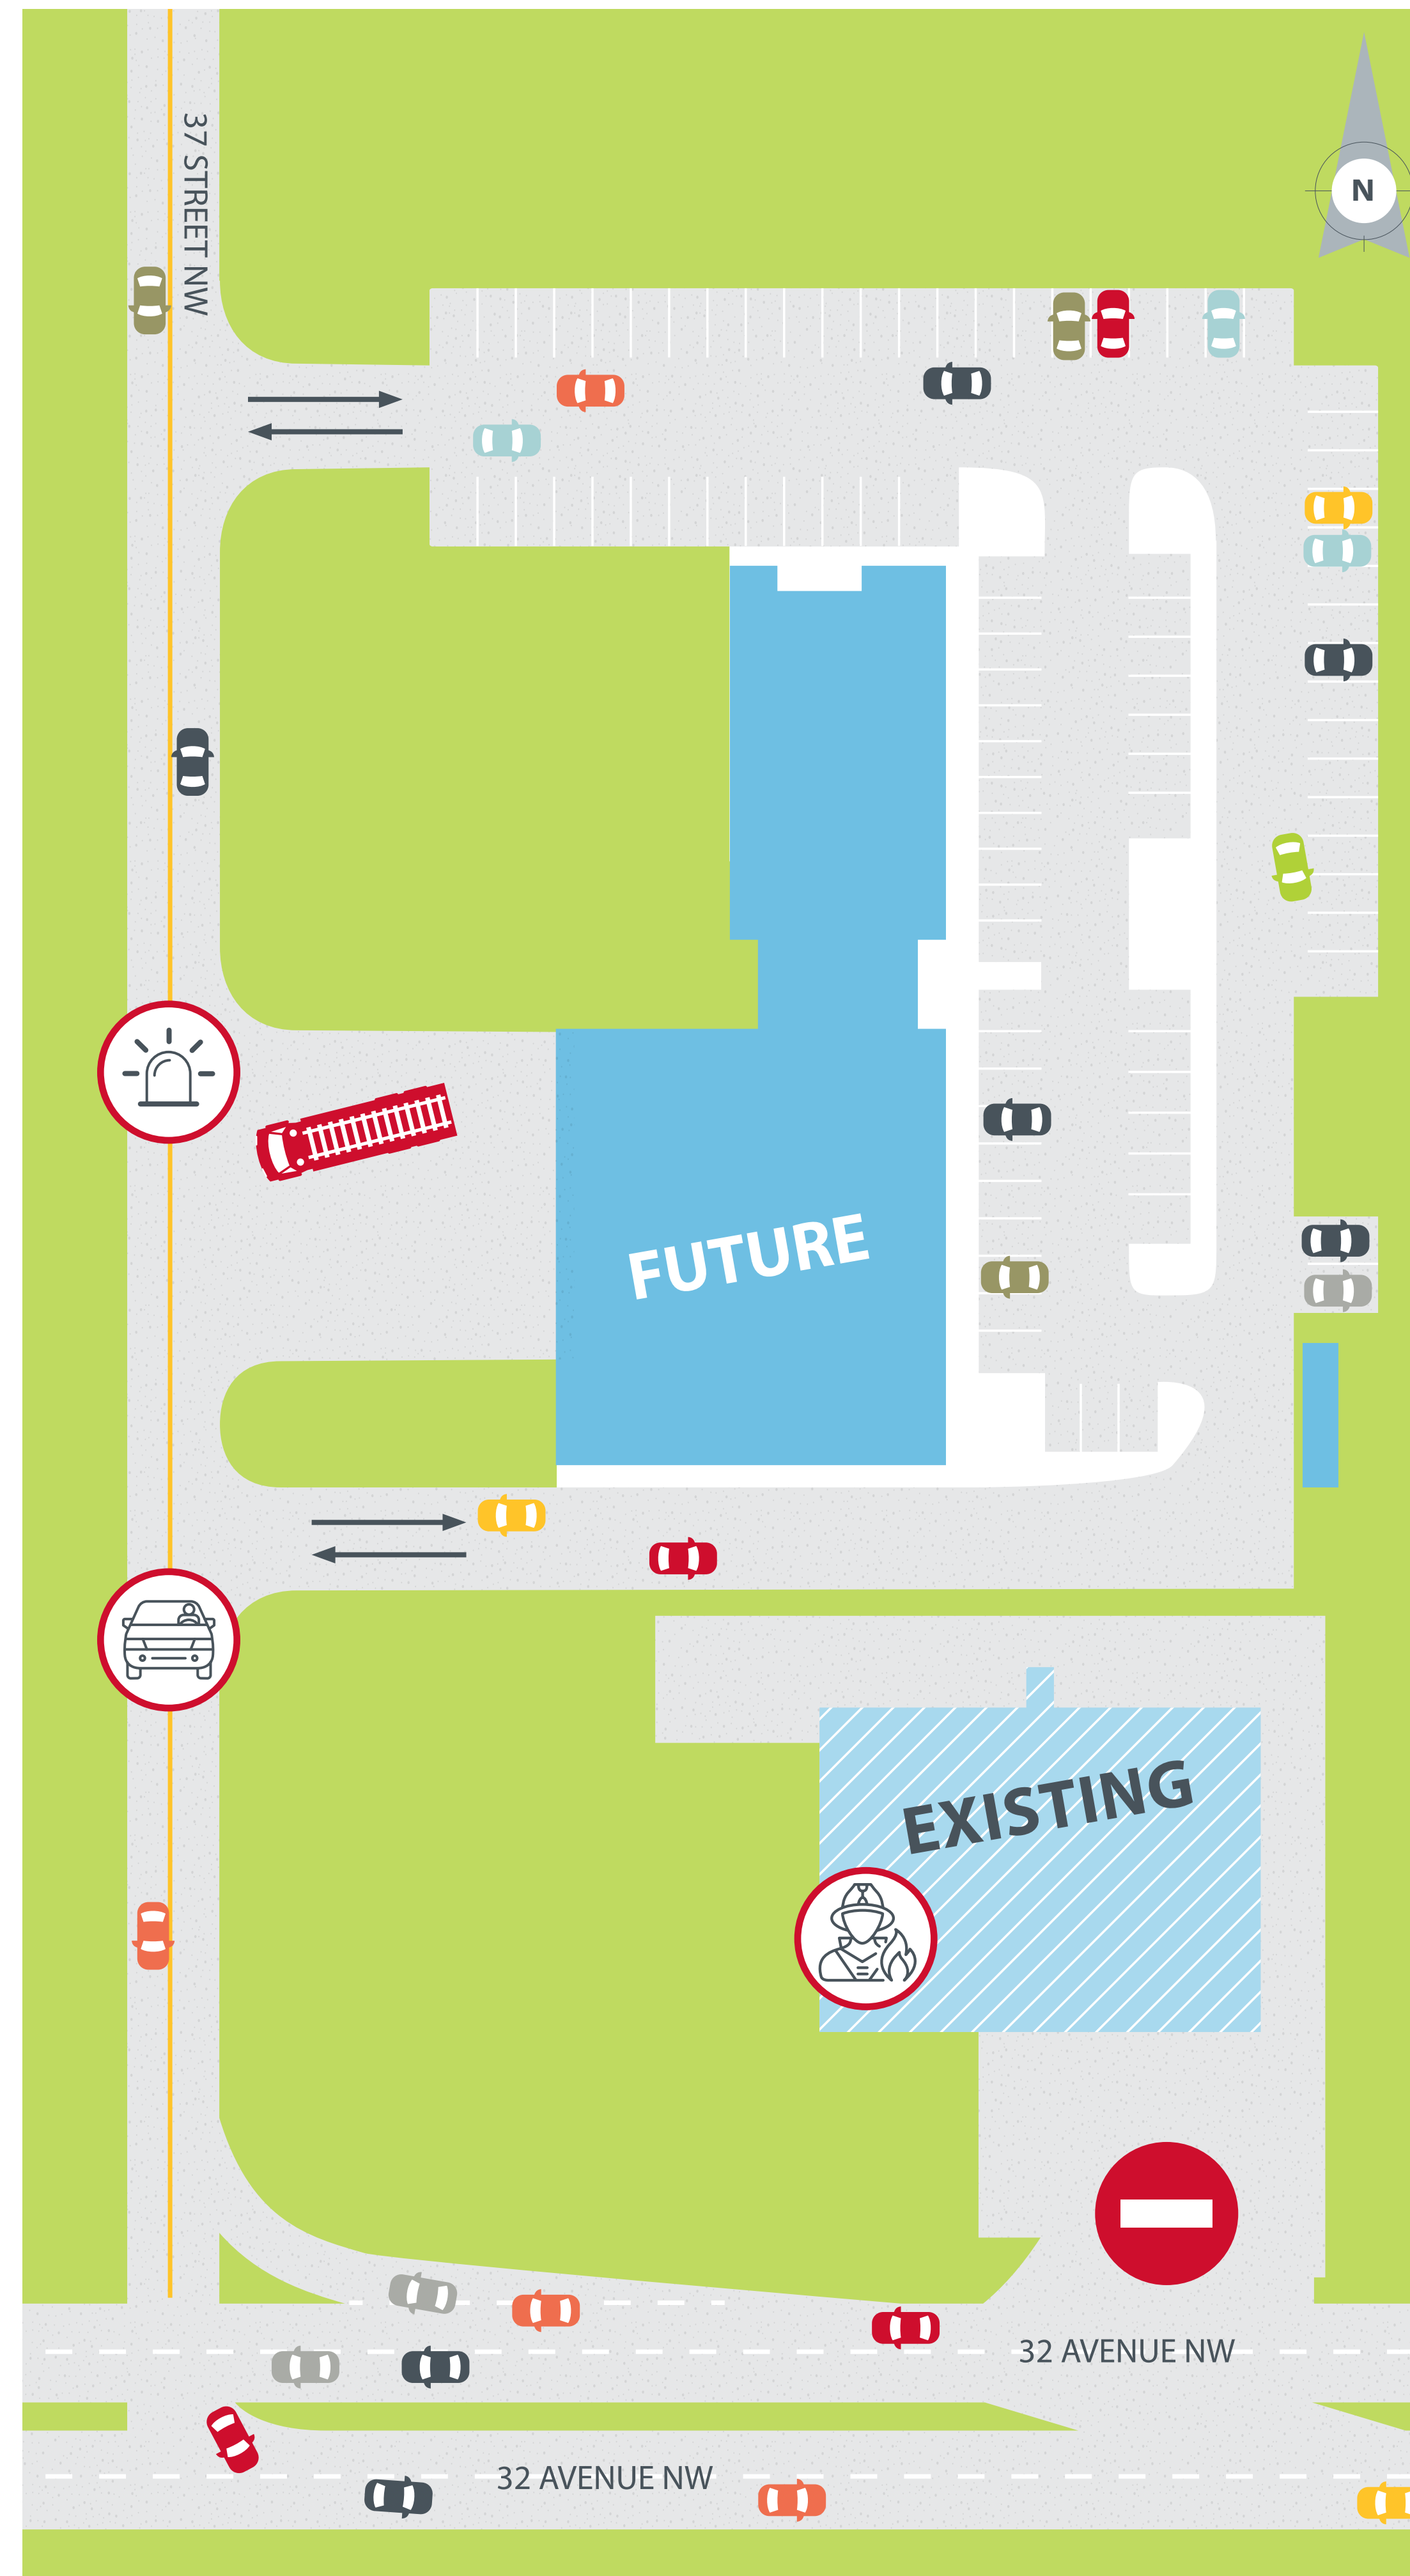 37 STREET NW
N
FUTURE
EXISTING
32 AVENUE NW
32 AVENUE NW